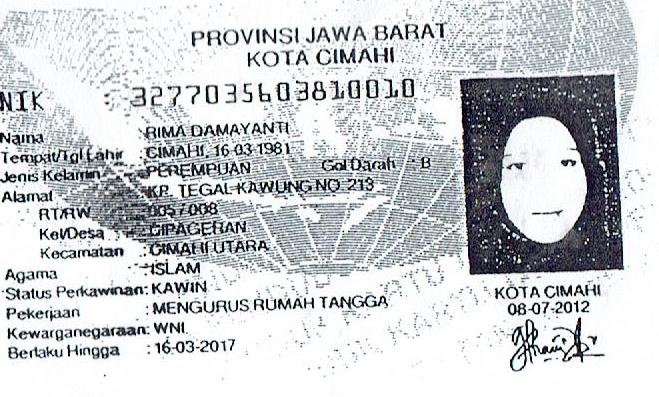 PROVINSI JAWA BARAT
KOTA CIMAHI
NIK : 3277035603810010
Nama : RIMA DAMAYANTI
Tempat/Tgl Lahir : CIMAHI, 16-03-1981
Jenis Kelamin : PEREMPUAN Gol Darah : B
Alamat : KP. TEGAL KAWUNG NO. 213
RT/RW : 005 / 008
Kel/Desa : CIPAGERAN
Kecamatan : CIMAHI UTARA
Agama : ISLAM
Status Perkawinan: KAWIN
Pekerjaan : MENGURUS RUMAH TANGGA
Kewarganegaraan: WNI
Berlaku Hingga : 16-03-2017
KOTA CIMAHI
08-07-2012